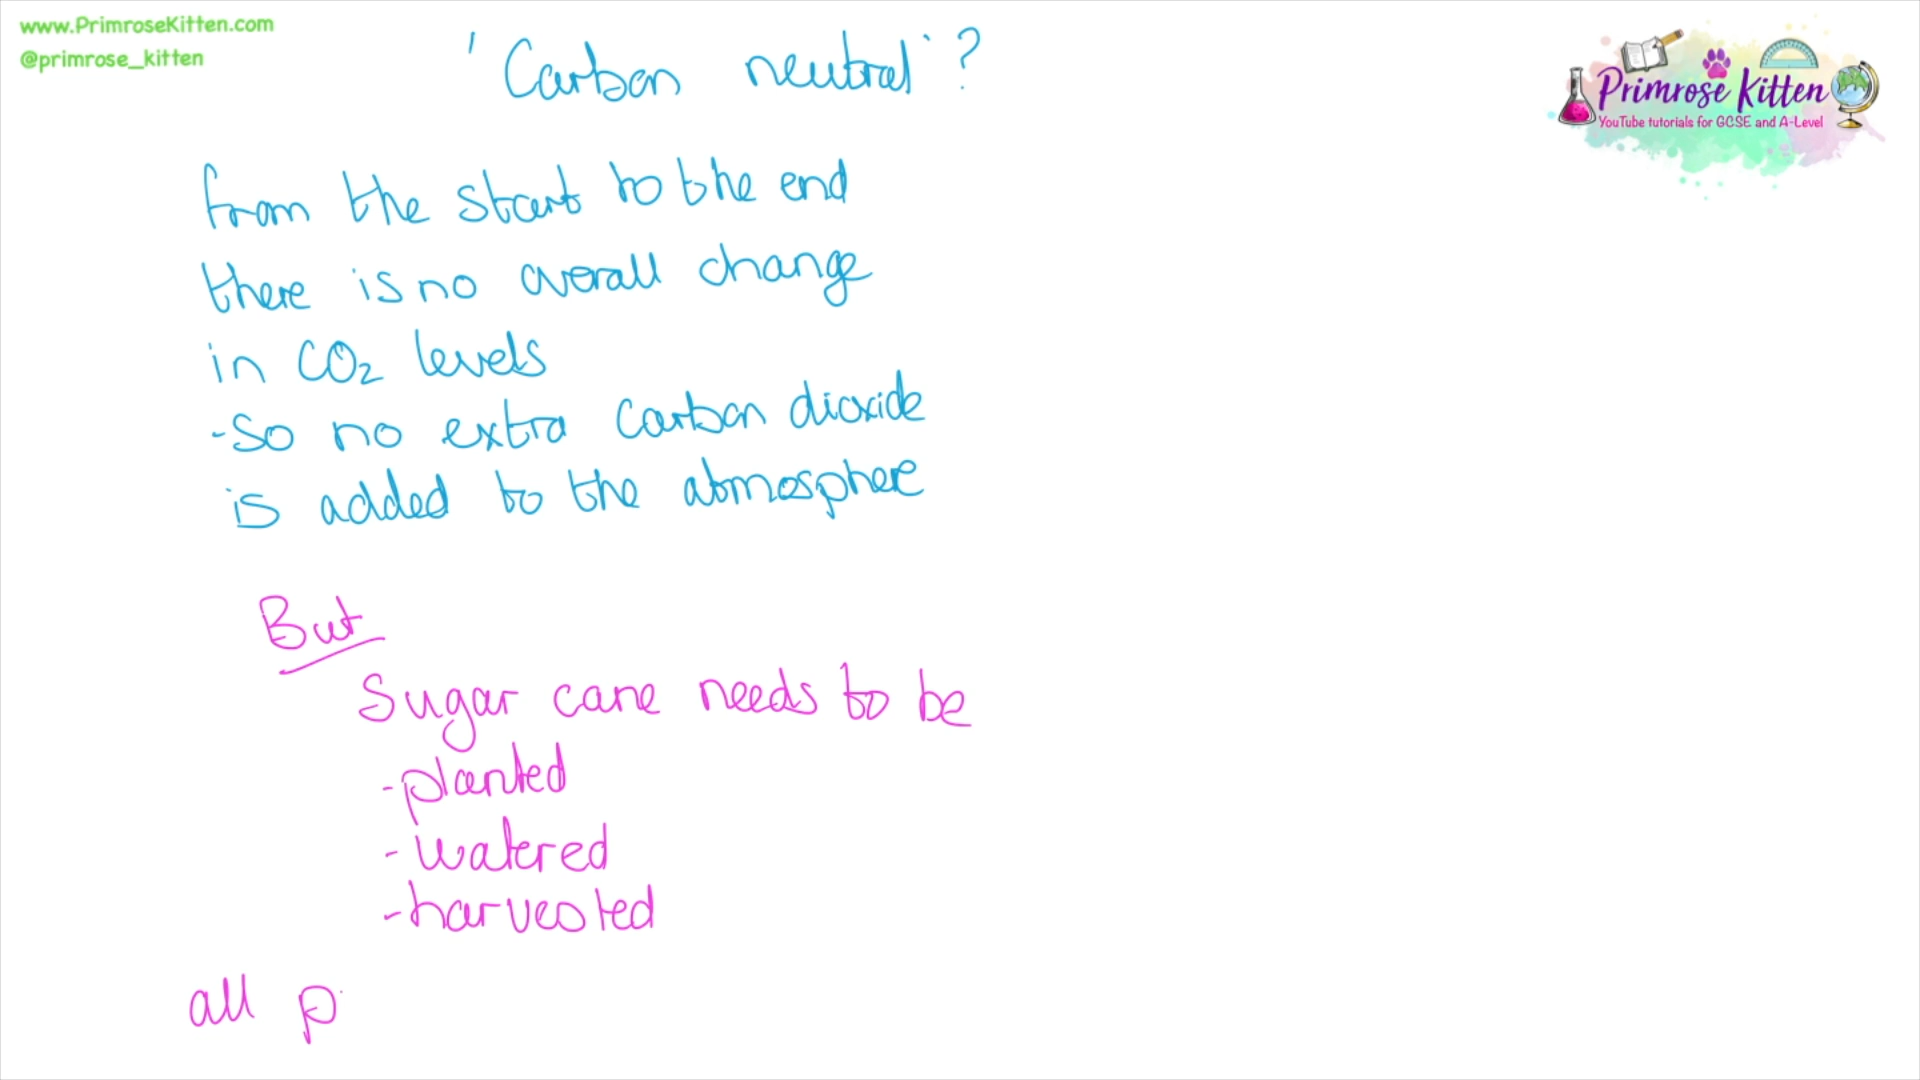 www.PrimroseKitten.com
@primrose_kitten
'Carbon neutral'?
Primrose Kitten
YouTube tutorials for GCSE and A-Level
from the start to the end
there is no overall change
in CO₂ levels
-so no extra carbon dioxide
is added to the atmosphere
But
Sugar cane needs to be
-planted
-watered
-harvested
all p